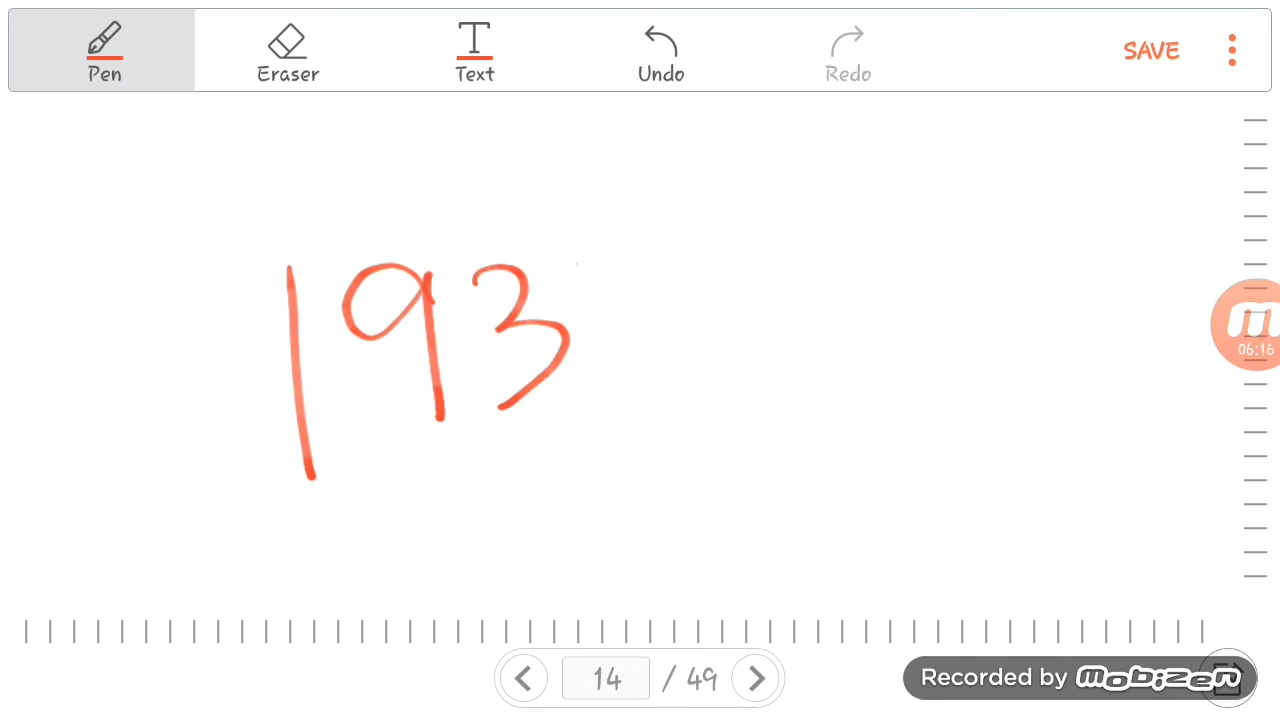 Pen Eraser Text Undo Redo SAVE
193
06:16
14 / 49
Recorded by mobizen